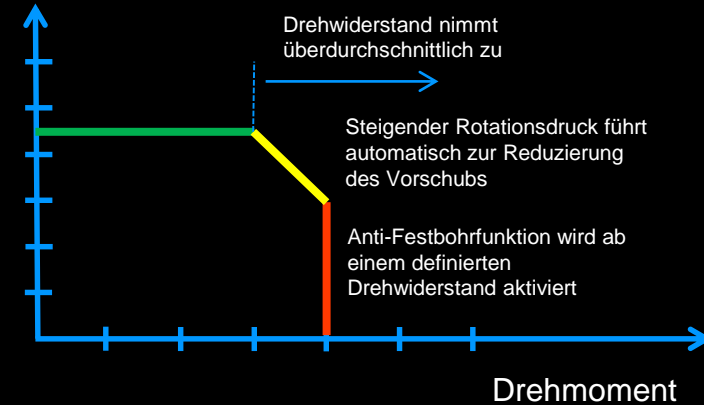 Drehwiderstand nimmt
überdurchschnittlich zu
Steigender Rotationsdruck führt
automatisch zur Reduzierung
des Vorschubs
Anti-Festbohrfunktion wird ab
einem definierten
Drehwiderstand aktiviert
Drehmoment